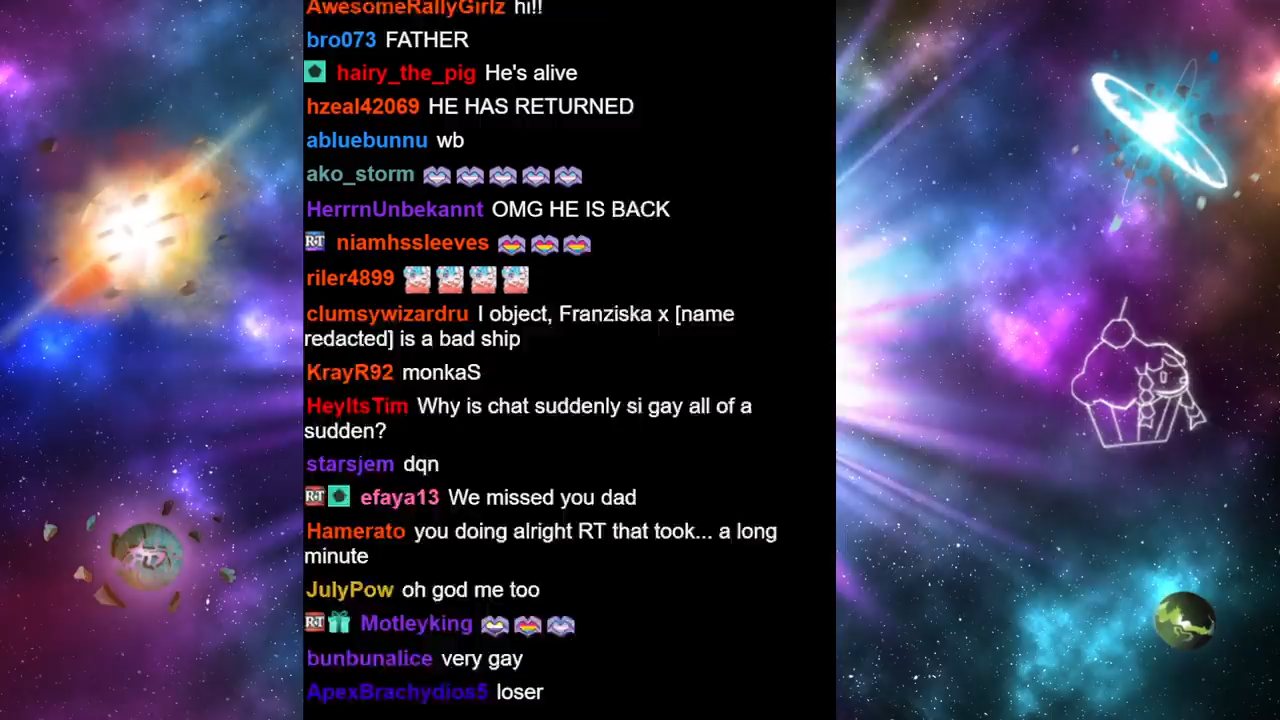 AwesomeRallyGirlz hi!!
bro073 FATHER
hairy_the_pig He's alive
hzeal42069 HE HAS RETURNED
abluebunnu wb
ako_storm
HerrrnUnbekannt OMG HE IS BACK
RT niamhssleeves
riler4899
clumsywizardru I object, Franziska x [name
redacted] is a bad ship
KrayR92 monkaS
HeyItsTim Why is chat suddenly si gay all of a
sudden?
starsjem dqn
RT efaya13 We missed you dad
Hamerato you doing alright RT that took... a long
minute
JulyPow oh god me too
RT Motleyking
bunbunalice very gay
ApexBrachydios5 loser